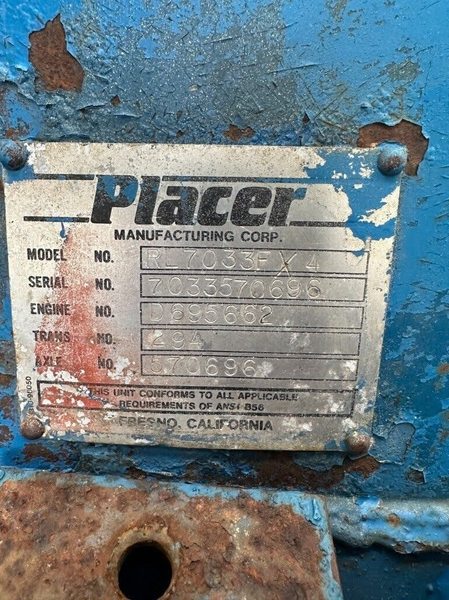 Placer
MANUFACTURING CORP.
MODEL NO. RL7033FX4
SERIAL NO. 7033570696
ENGINE NO. D895662
TRANS NO. 294
AXLE NO. 570696
THIS UNIT CONFORMS TO ALL APPLICABLE
REQUIREMENTS OF ANSI B56
FRESNO, CALIFORNIA